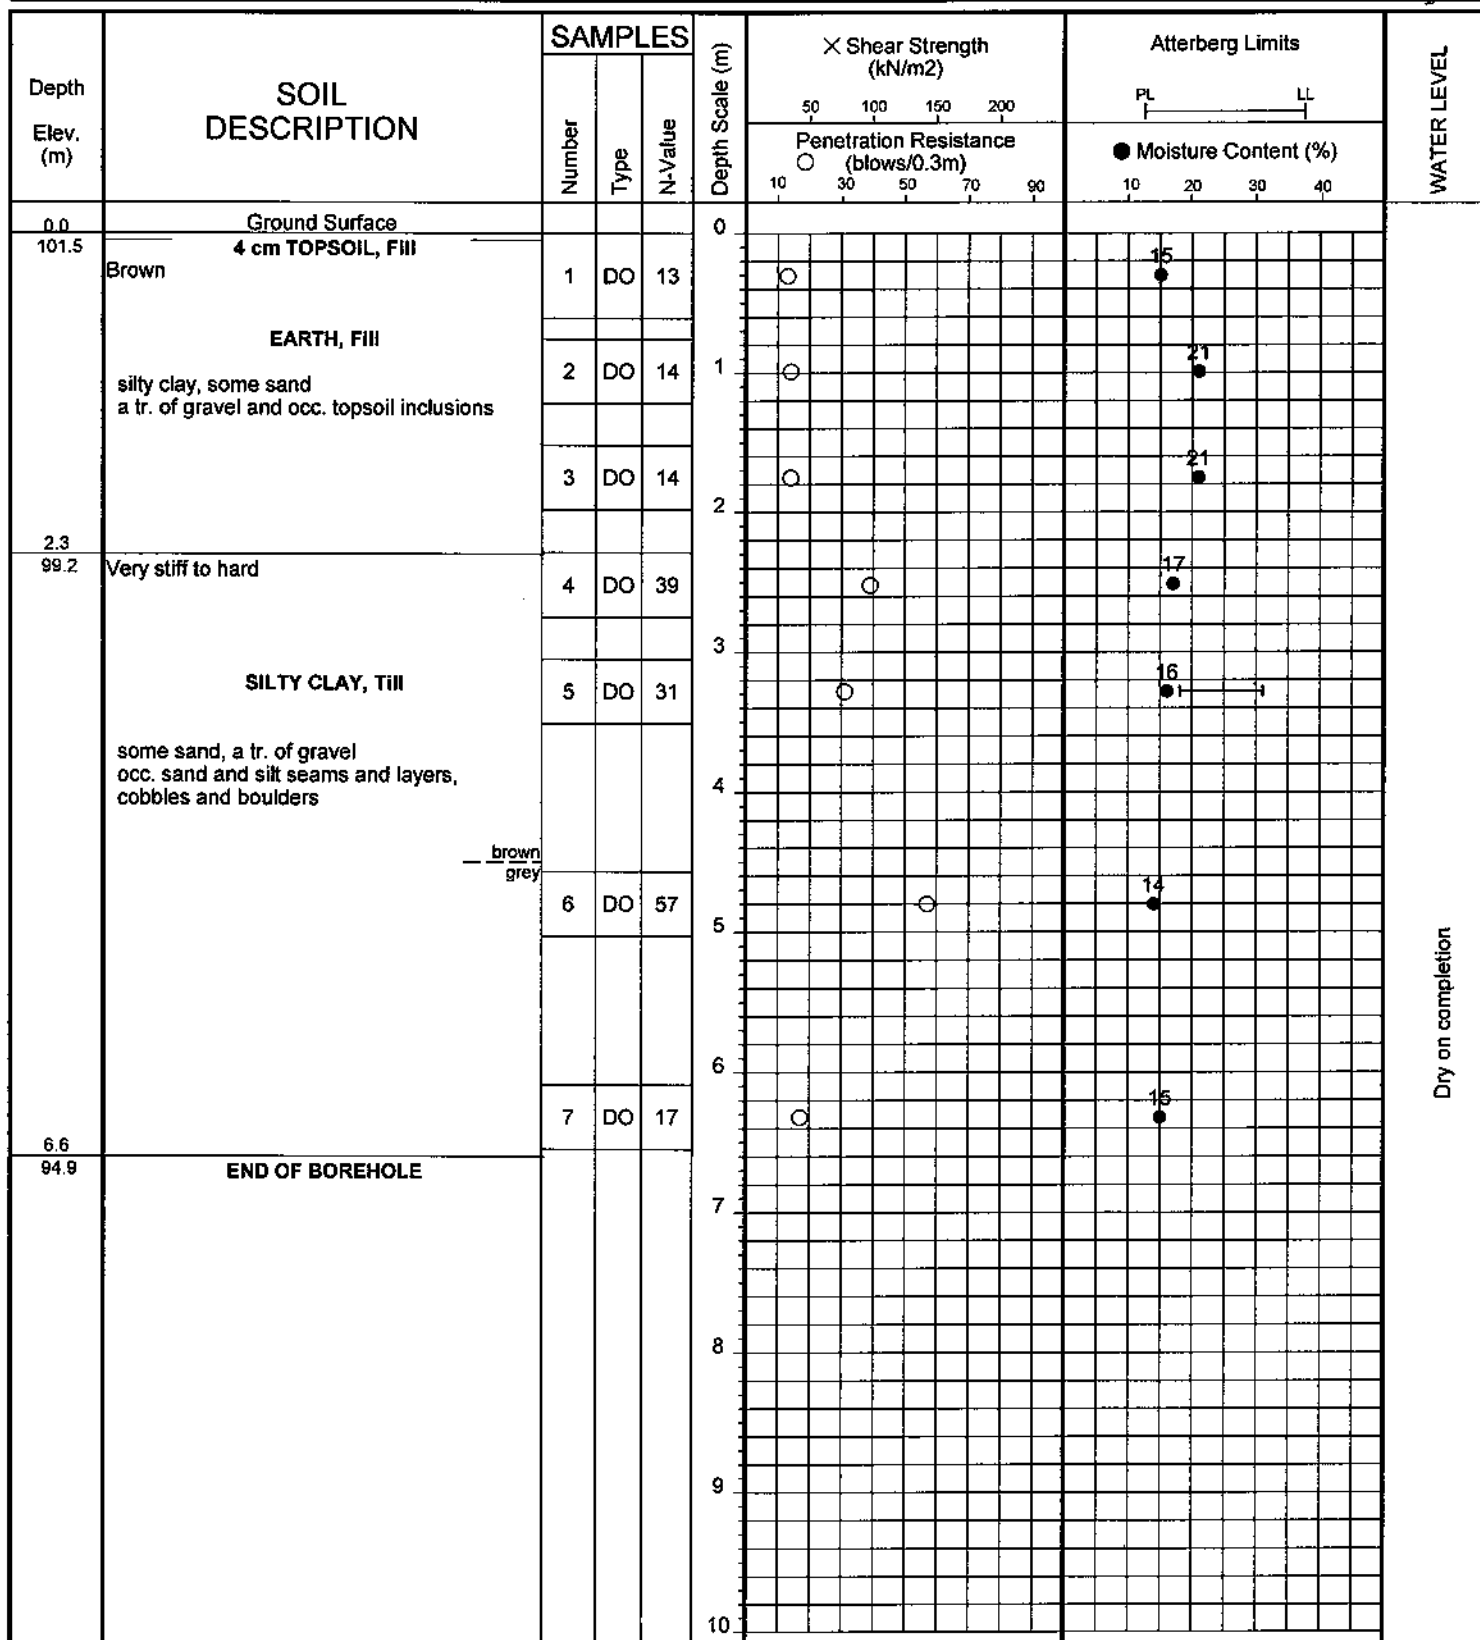 Depth
Elev.
(m)
SOIL
DESCRIPTION
SAMPLES
Number
Type
N-Value
Depth Scale (m)
× Shear Strength
(kN/m2)
50 100 150 200
Penetration Resistance
○ (blows/0.3m)
10 30 50 70 90
Atterberg Limits
PL LL
● Moisture Content (%)
10 20 30 40
WATER LEVEL
0.0 Ground Surface 0
101.5 4 cm TOPSOIL, Fill
Brown
1 DO 13 15
EARTH, Fill
silty clay, some sand
a tr. of gravel and occ. topsoil inclusions
2 DO 14 1 21
3 DO 14 21
2
2.3
99.2 Very stiff to hard
4 DO 39 17
3
SILTY CLAY, Till
5 DO 31 16
some sand, a tr. of gravel
occ. sand and silt seams and layers,
cobbles and boulders
4
brown
grey
6 DO 57 14
5
Dry on completion
6
7 DO 17 15
6.6
94.9 END OF BOREHOLE
7
8
9
10